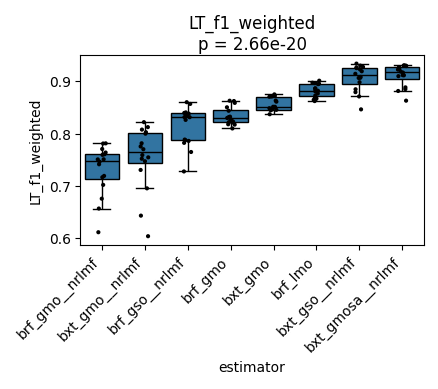 LT_f1_weighted
p = 2.66e-20
LT_f1_weighted
0.9
0.8
0.7
0.6
brf_gmo__nrlmf
bxt_gmo__nrlmf
brf_gso__nrlmf
brf_gmo
bxt_gmo
brf_lmo
bxt_gso__nrlmf
bxt_gmosa__nrlmf
estimator